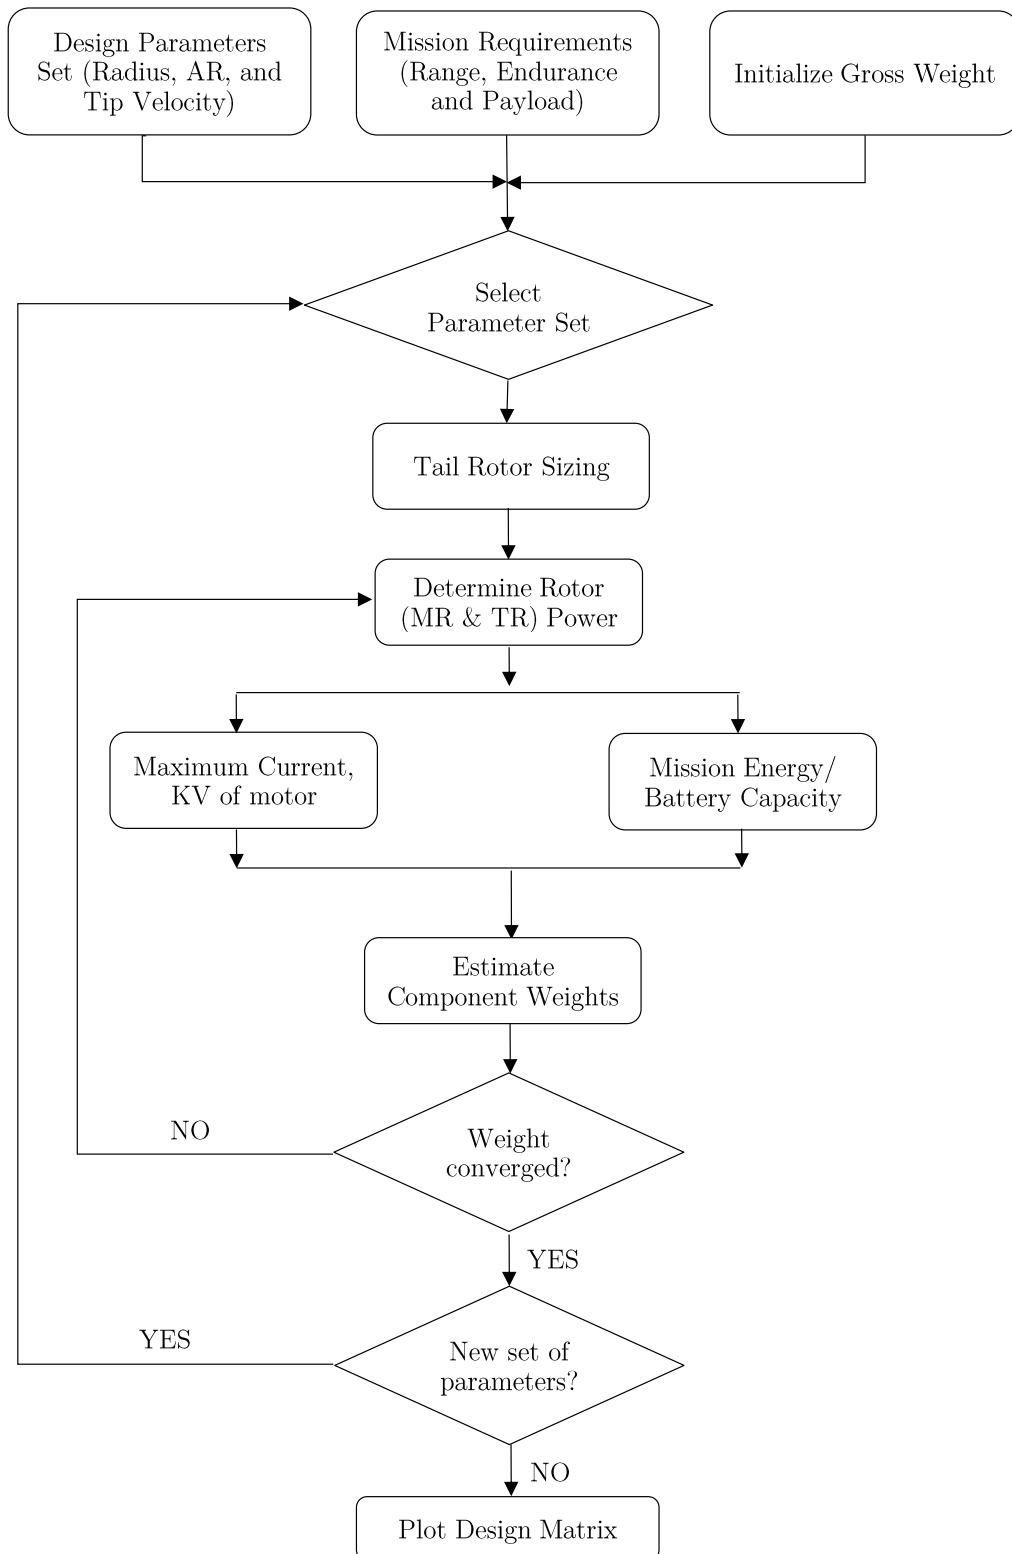 Design Parameters
Set (Radius, AR, and
Tip Velocity)
Mission Requirements
(Range, Endurance
and Payload)
Initialize Gross Weight
Select
Parameter Set
Tail Rotor Sizing
Determine Rotor
(MR & TR) Power
Maximum Current,
KV of motor
Mission Energy/
Battery Capacity
Estimate
Component Weights
NO
Weight
converged?
YES
YES
New set of
parameters?
NO
Plot Design Matrix